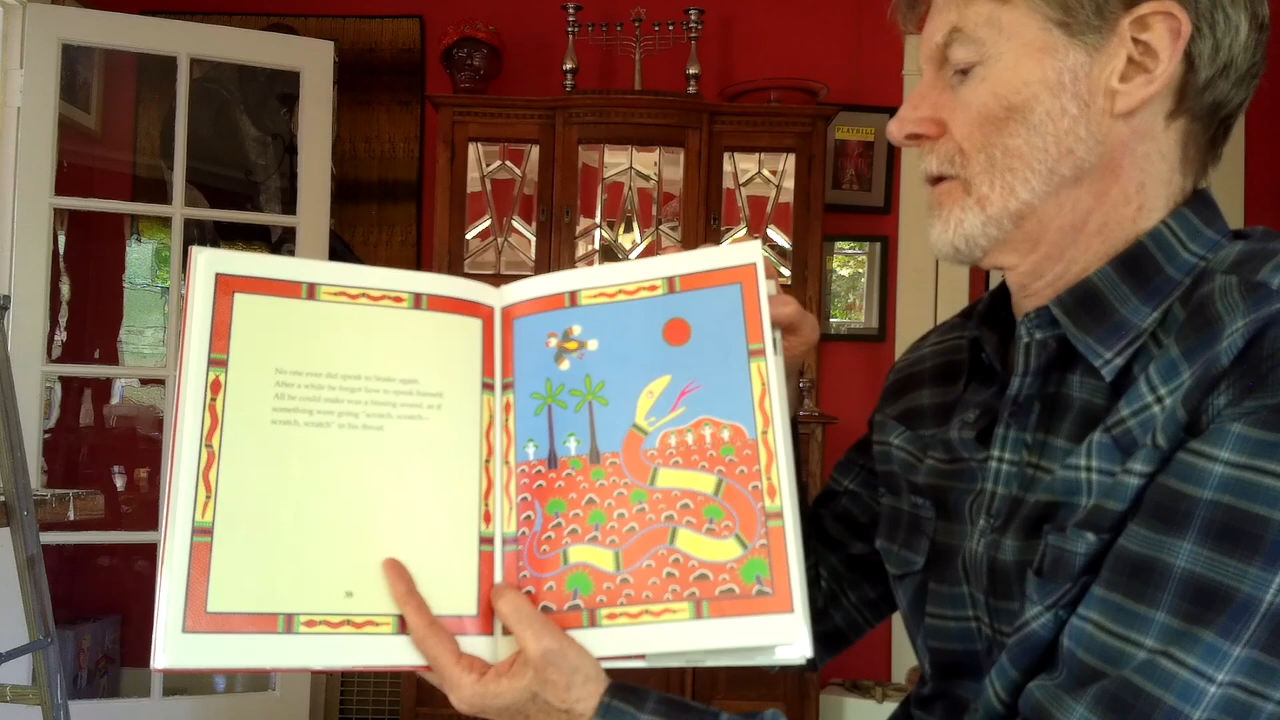 PLAYBILL
No one ever did speak to Snake again.
After a while he forgot how to speak himself.
All he could make was a hissing sound, as if
something were going "scratch, scratch—
scratch, scratch" in his throat.